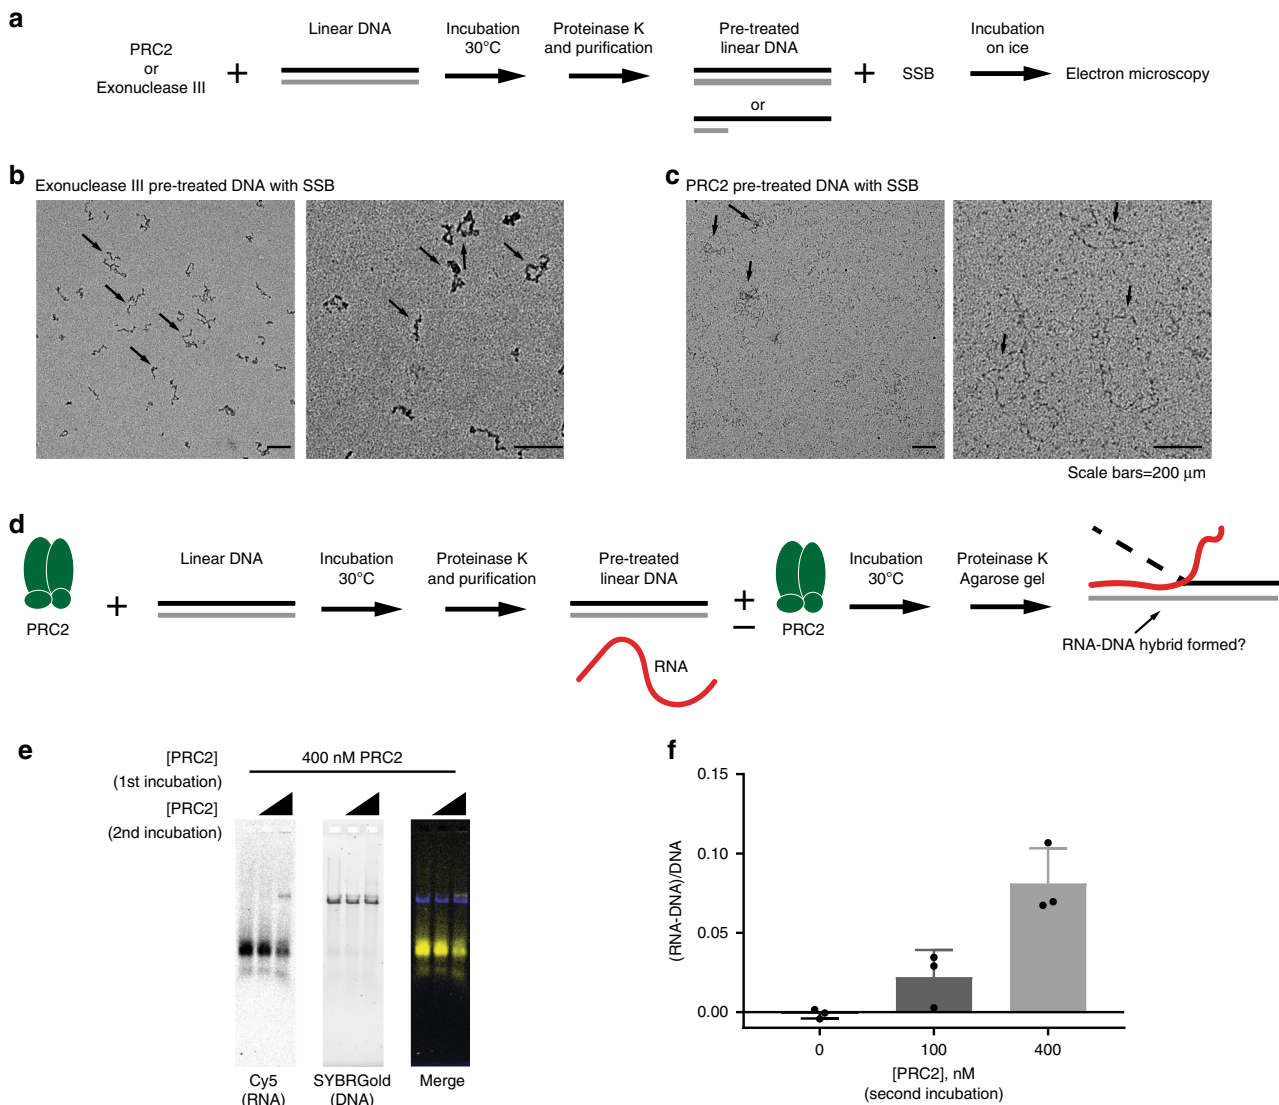 a
PRC2
or
Exonuclease III
+
Linear DNA
Incubation
30°C
Proteinase K
and purification
Pre-treated
linear DNA
or
+
SSB
Incubation
on ice
Electron microscopy
b
Exonuclease III pre-treated DNA with SSB
c
PRC2 pre-treated DNA with SSB
Scale bars=200 μm
d
PRC2
+
Linear DNA
Incubation
30°C
Proteinase K
and purification
Pre-treated
linear DNA
RNA
+
−
PRC2
Incubation
30°C
Proteinase K
Agarose gel
RNA-DNA hybrid formed?
e
[PRC2]
(1st incubation)
400 nM PRC2
[PRC2]
(2nd incubation)
Cy5
(RNA)
SYBRGold
(DNA)
Merge
f
(RNA-DNA)/DNA
0.15
0.10
0.05
0.00
0
100
400
[PRC2], nM
(second incubation)